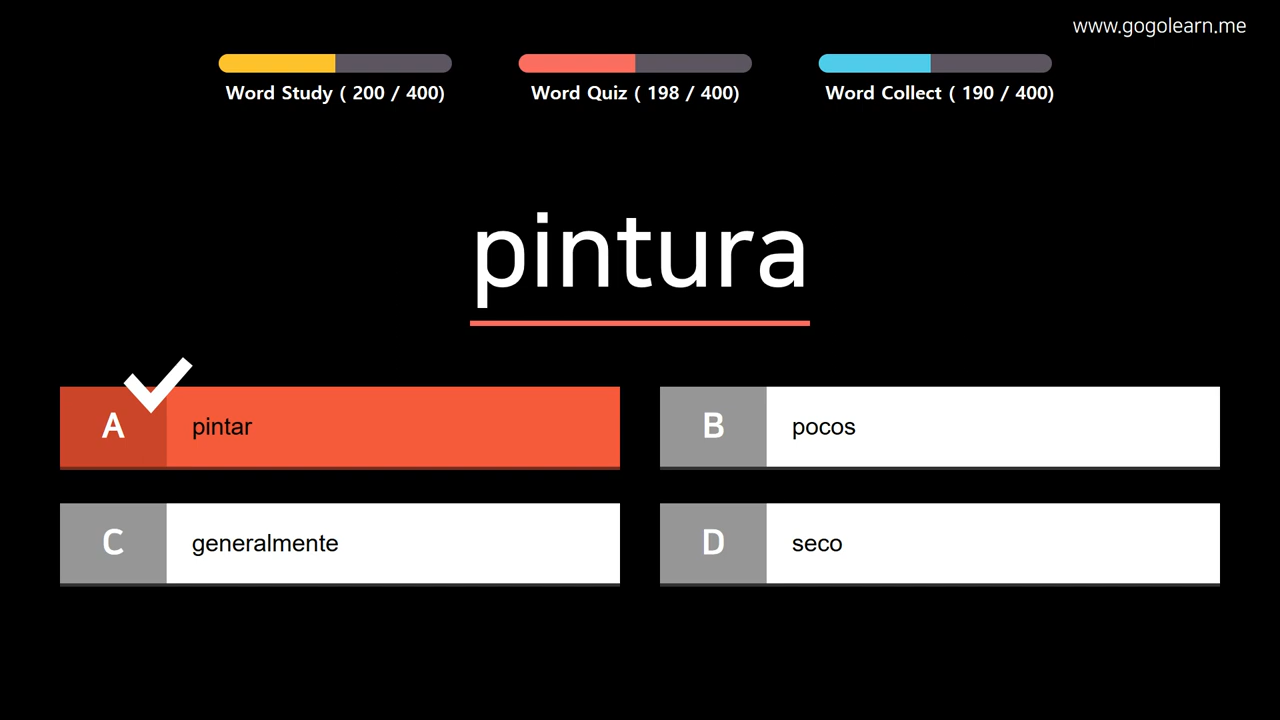 www.gogolearn.me
Word Study ( 200 / 400)
Word Quiz ( 198 / 400)
Word Collect ( 190 / 400)
pintura
A pintar
B pocos
C generalmente
D seco